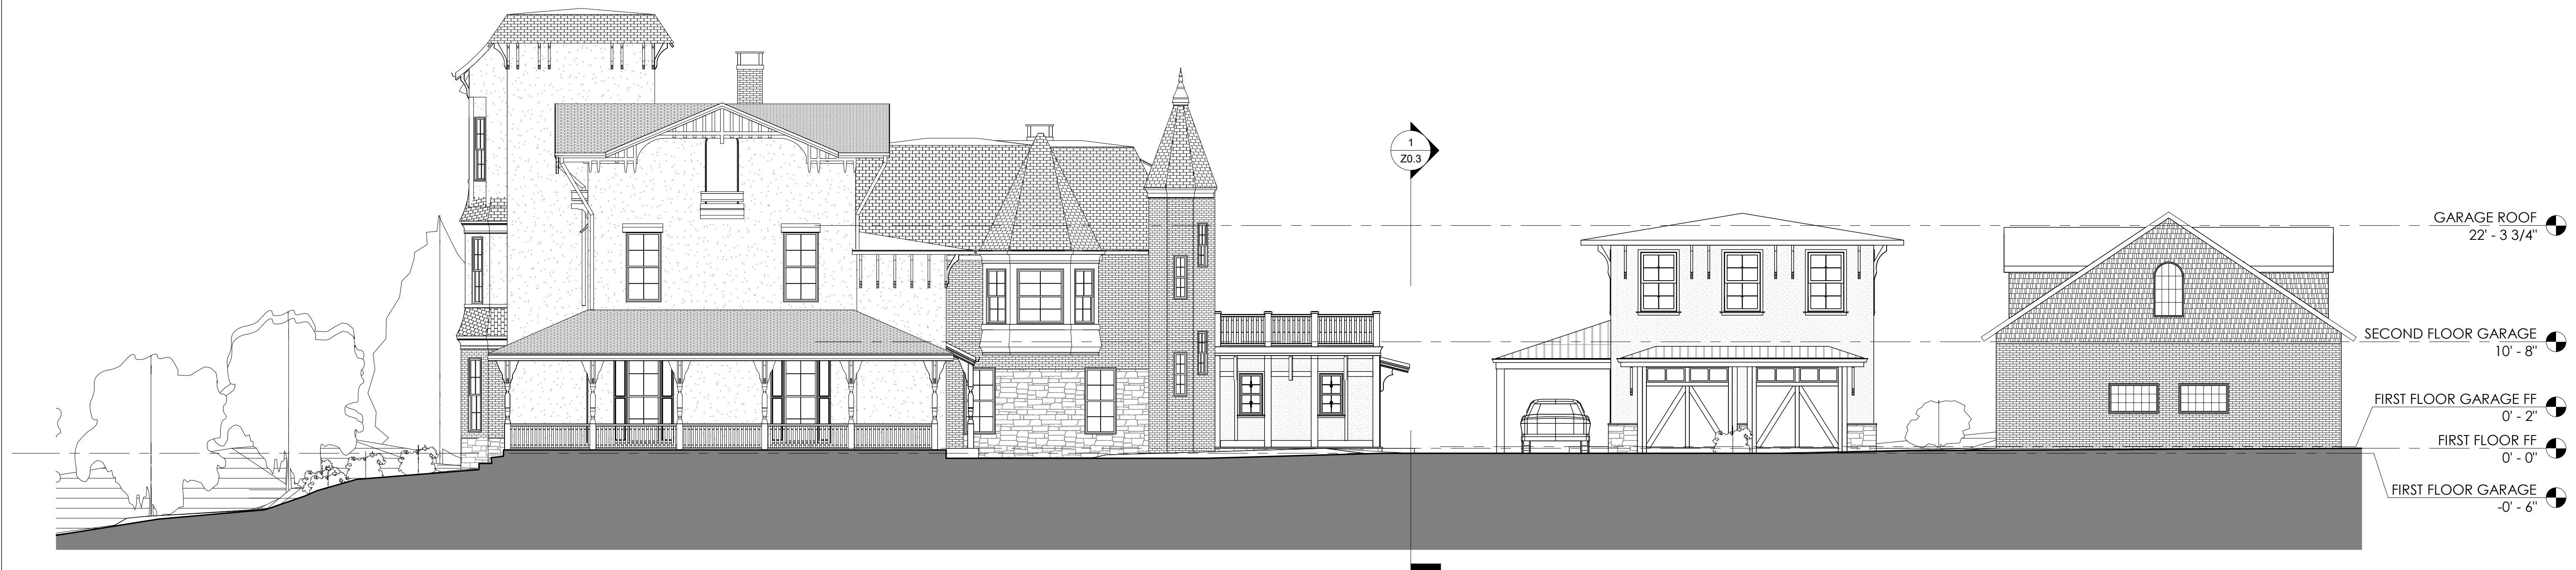 1
Z0.3
GARAGE ROOF
22' - 3 3/4"
SECOND FLOOR GARAGE
10' - 8"
FIRST FLOOR GARAGE FF
0' - 2"
FIRST FLOOR FF
0' - 0"
FIRST FLOOR GARAGE
-0' - 6"